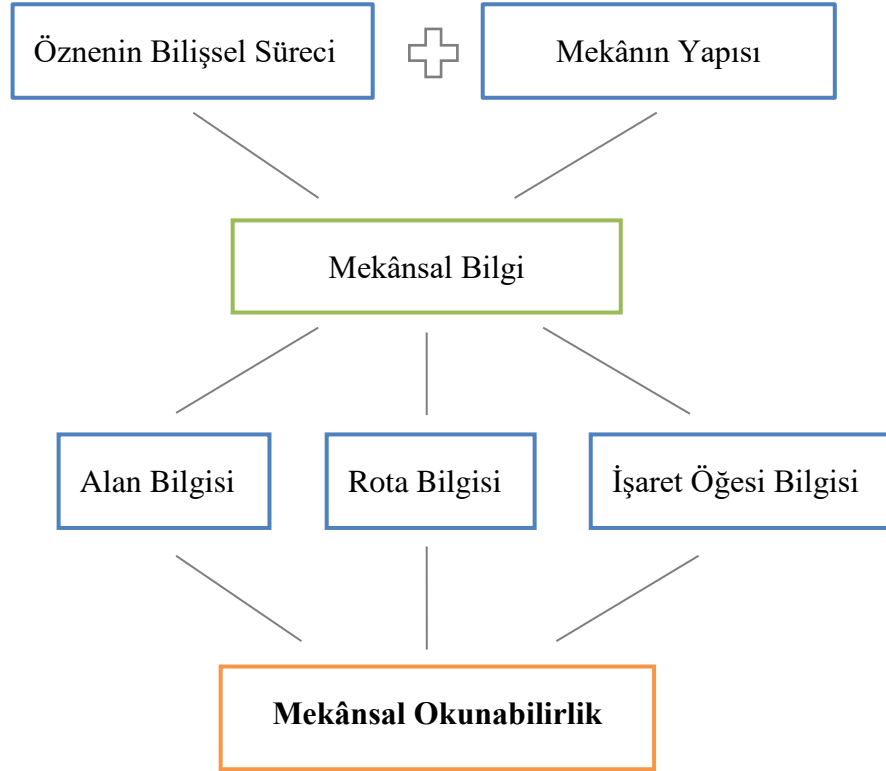 Öznenin Bilişsel Süreci
Mekânın Yapısı
Mekânsal Bilgi
Alan Bilgisi
Rota Bilgisi
İşaret Öğesi Bilgisi
Mekânsal Okunabilirlik